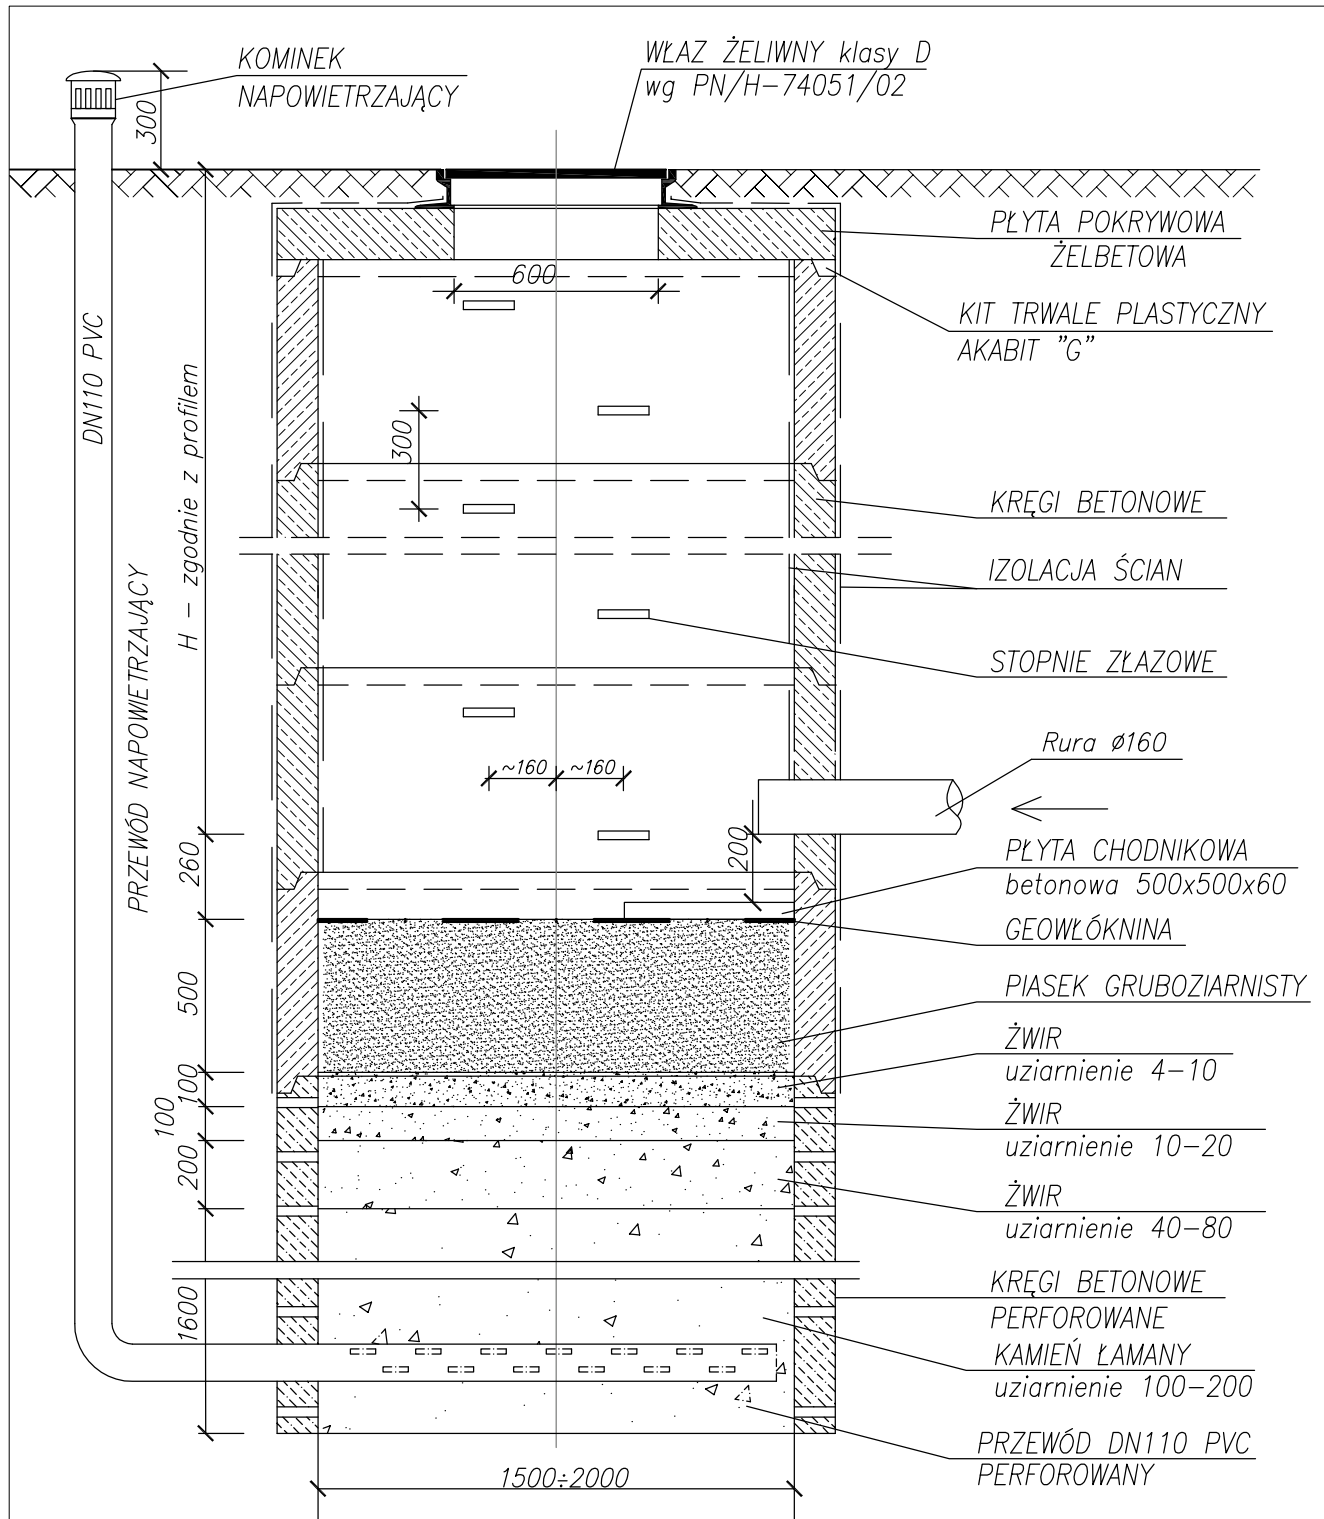 KOMINEK
NAPOWIETRZAJĄCY
WŁAZ ŻELIWNY klasy D
wg PN/H-74051/02
300
PŁYTA POKRYWOWA
ŻELBETOWA
600
KIT TRWALE PLASTYCZNY
AKABIT "G"
DN110 PVC
H - zgodnie z profilem
300
KRĘGI BETONOWE
IZOLACJA ŚCIAN
PRZEWÓD NAPOWIETRZAJĄCY
STOPNIE ZŁAZOWE
Rura ø160
~160
~160
200
260
PŁYTA CHODNIKOWA
betonowa 500x500x60
GEOWŁÓKNINA
500
PIASEK GRUBOZIARNISTY
ŻWIR
uziarnienie 4-10
100
100
ŻWIR
uziarnienie 10-20
200
ŻWIR
uziarnienie 40-80
KRĘGI BETONOWE
PERFOROWANE
1600
KAMIEŃ ŁAMANY
uziarnienie 100-200
PRZEWÓD DN110 PVC
PERFOROWANY
1500÷2000